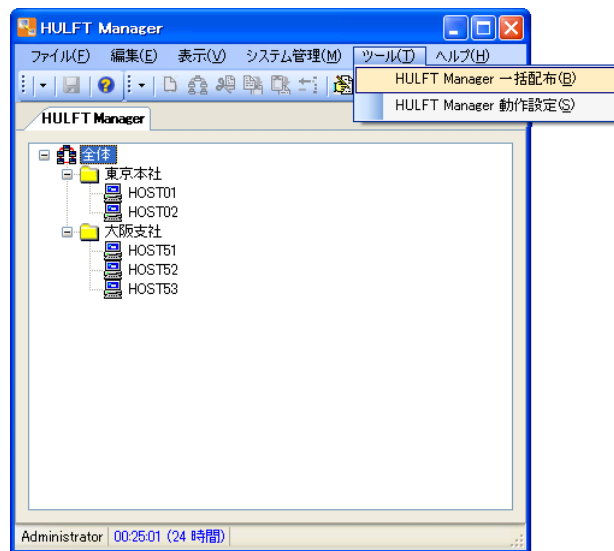 HULFT Manager
ファイル(F) 編集(E) 表示(V) システム管理(M) ツール(T) ヘルプ(H)
HULFT Manager 一括配布(B)
HULFT Manager 動作設定(S)
HULFT Manager
全体
東京本社
HOST01
HOST02
大阪支社
HOST51
HOST52
HOST53
Administrator 00:25:01 (24 時間)